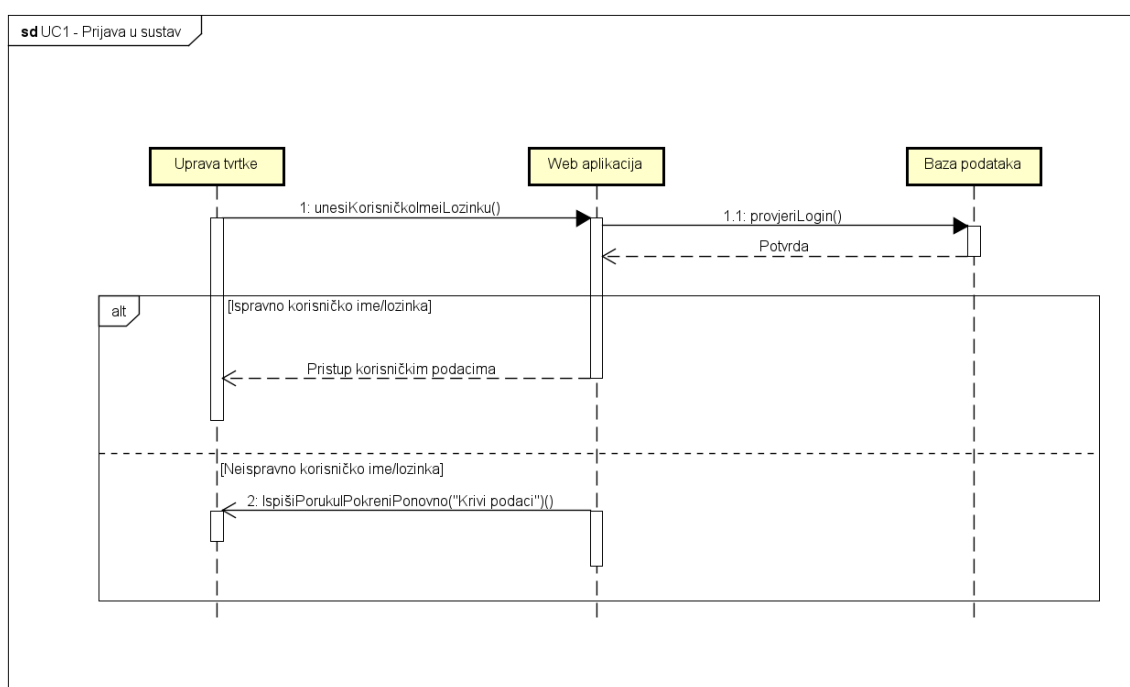 sd UC1 - Prijava u sustav
Uprava tvrtke
Web aplikacija
Baza podataka
1: unesiKorisničkoImeiLozinku()
1.1: provjeriLogin()
Potvrda
alt
[Ispravno korisničko ime/lozinka]
Pristup korisničkim podacima
[Neispravno korisničko ime/lozinka]
2: IspišiPorukuIPokreniPonovno("Krivi podaci")()